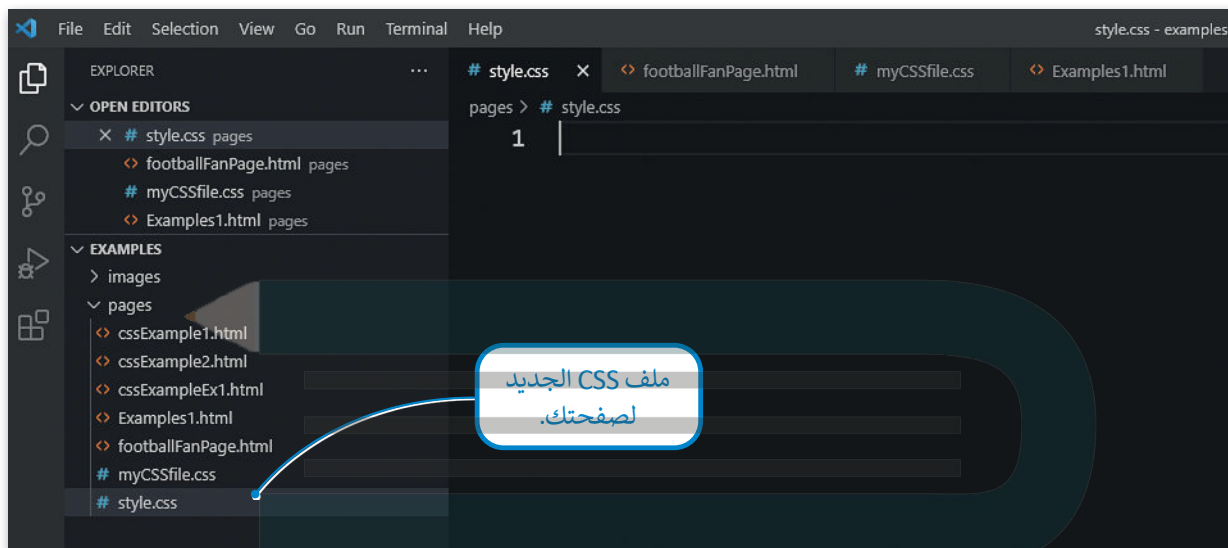 File Edit Selection View Go Run Terminal Help style.css - examples
EXPLORER ...
OPEN EDITORS
# style.css pages
<> footballFanPage.html pages
# myCSSfile.css pages
<> Examples1.html pages
EXAMPLES
images
pages
<> cssExample1.html
<> cssExample2.html
<> cssExampleEx1.html
<> Examples1.html
<> footballFanPage.html
# myCSSfile.css
# style.css
# style.css <> footballFanPage.html # myCSSfile.css <> Examples1.html
pages > # style.css
1
ملف CSS الجديد
لصفحتك.